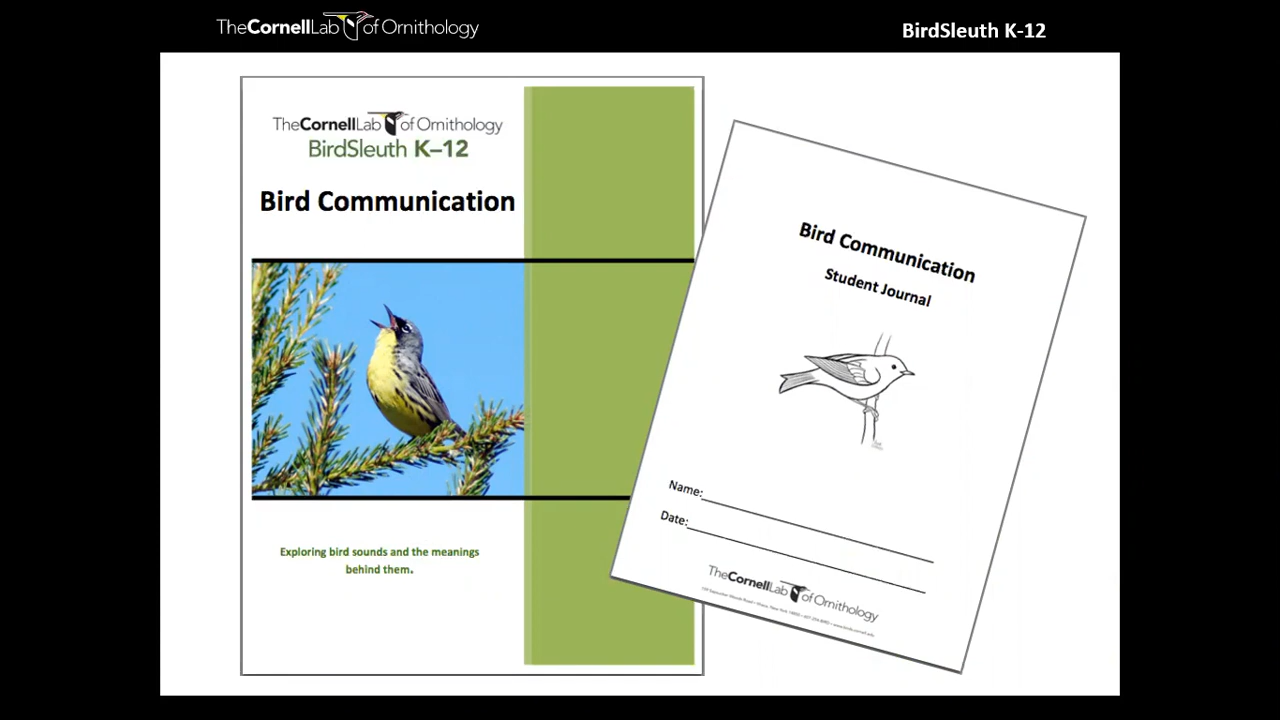 TheCornellLab of Ornithology
BirdSleuth K-12
TheCornellLab of Ornithology
BirdSleuth K–12
Bird Communication
Exploring bird sounds and the meanings
behind them.
Bird Communication
Student Journal
Name:
Date:
TheCornellLab of Ornithology